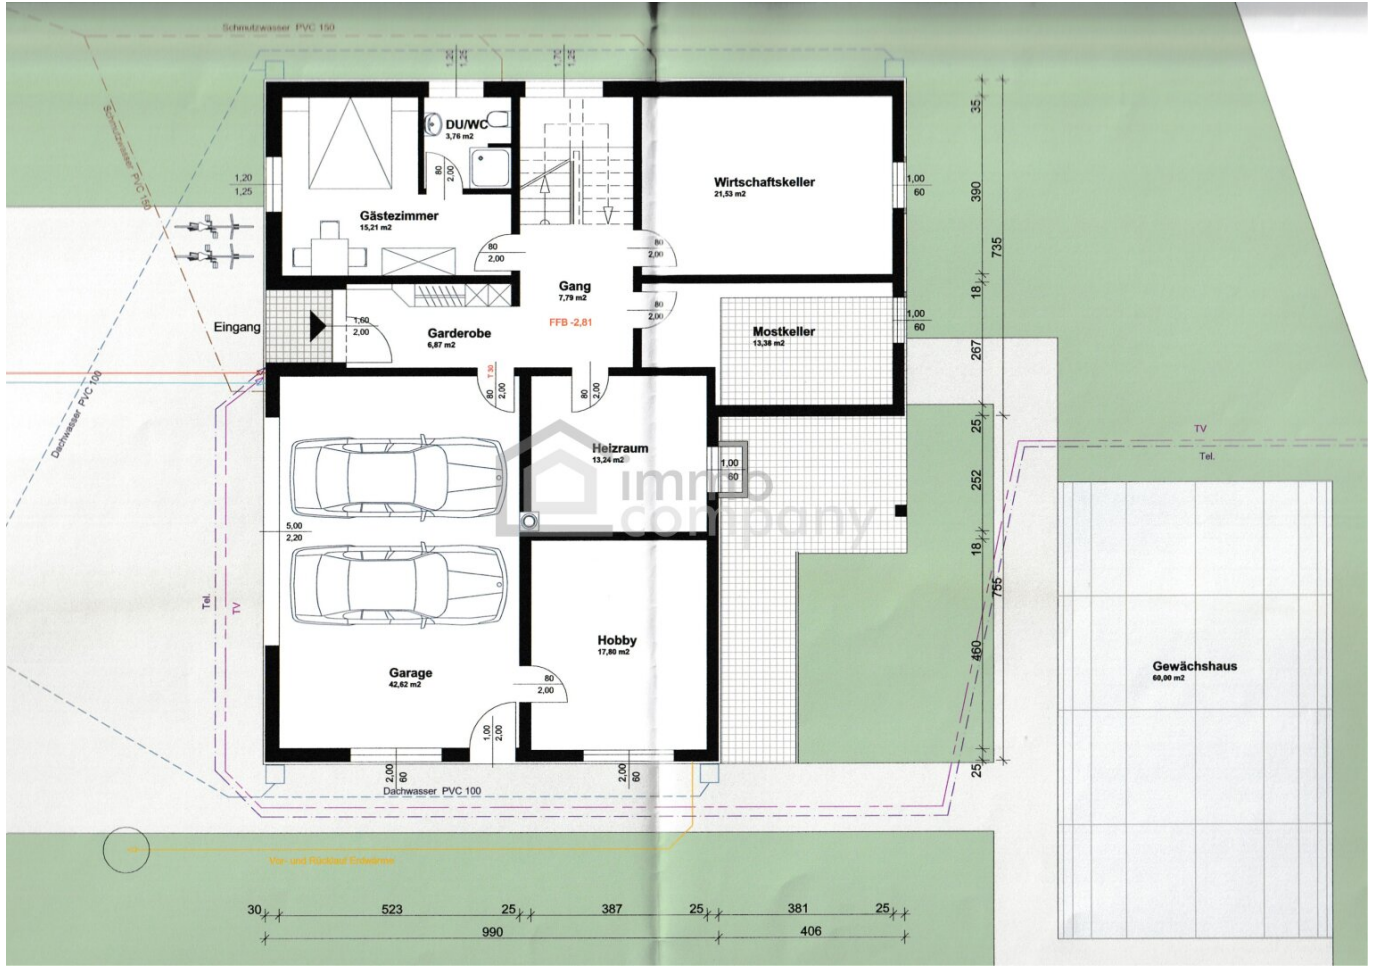 Schmutzwasser PVC 150
Schmutzwasser PVC 150
1,20
1,25
1,70
1,25
DU/WC
3,76 m2
80
2,00
Wirtschaftskeller
21,53 m2
1,00
60
1,20
1,25
Gästezimmer
15,21 m2
80
2,00
80
2,00
Gang
7,79 m2
FFB -2,81
80
2,00
Eingang
1,60
2,00
Garderobe
6,87 m2
Mostkeller
13,38 m2
1,00
60
T 30
80
2,00
80
2,00
Dachwasser PVC 100
Heizraum
13,24 m2
immo
company
1,00
60
5,00
2,20
TV
Tel.
Tel.
TV
Hobby
17,80 m2
Garage
42,62 m2
80
2,00
1,00
2,00
Gewächshaus
60,00 m2
2,00
60
2,00
60
Dachwasser PVC 100
Vor- und Rücklauf Erdwärme
35
390
18
735
267
25
252
18
755
460
25
30
523
25
387
25
381
25
990
406